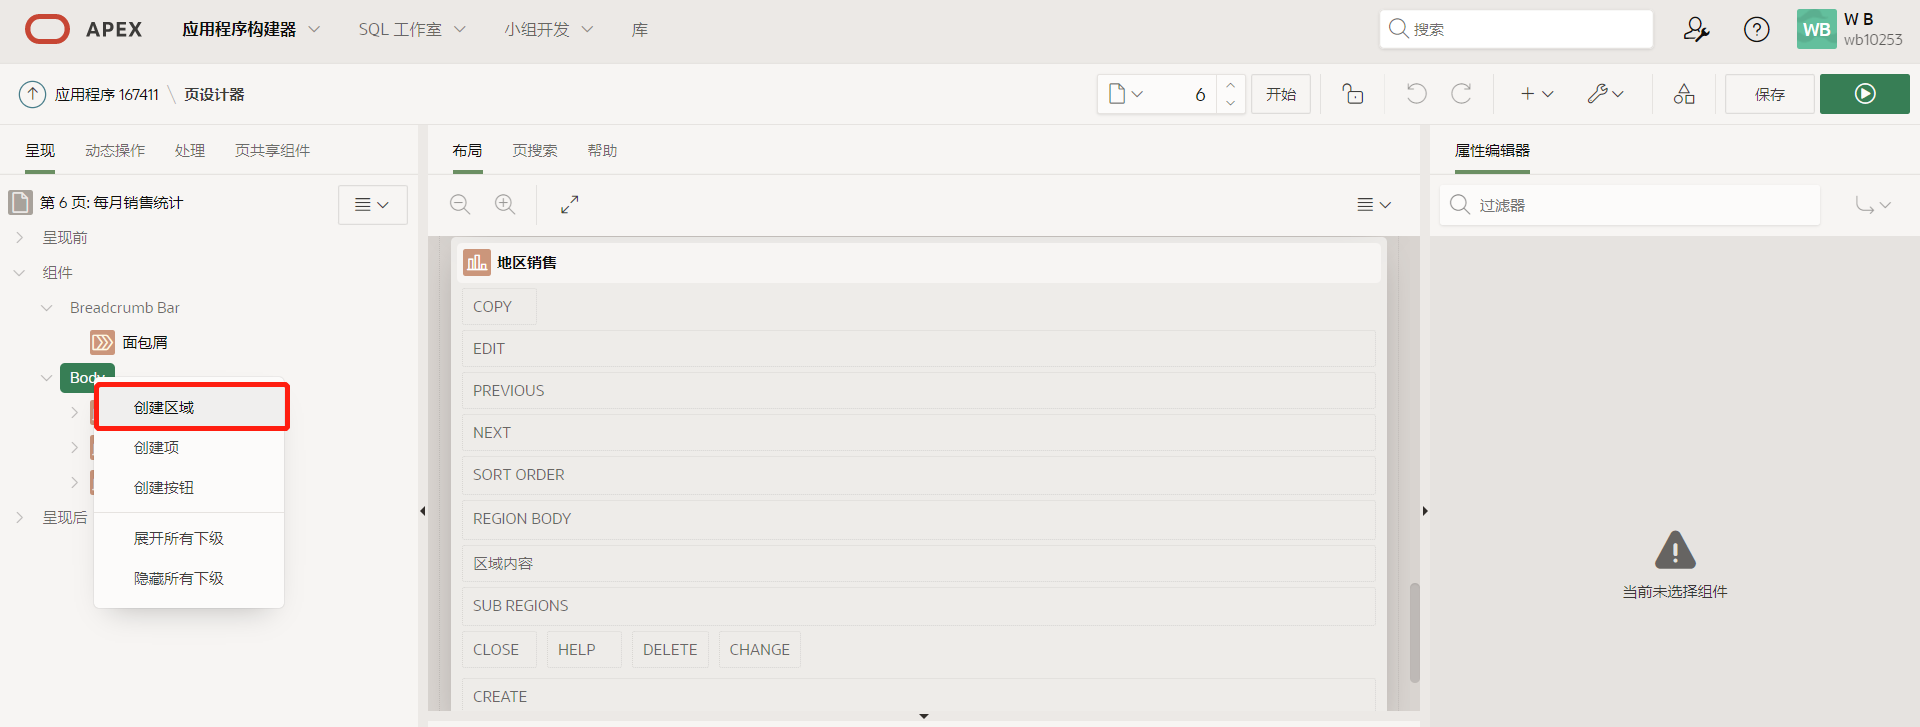 APEX 应用程序构建器 SQL 工作室 小组开发 库 搜索 WB W B
wb10253
应用程序 167411 \ 页设计器 6 开始 保存
呈现 动态操作 处理 页共享组件 布局 页搜索 帮助 属性编辑器
第 6 页: 每月销售统计
过滤器
呈现前
组件
Breadcrumb Bar
面包屑
Body
创建区域
创建项
创建按钮
呈现后
展开所有下级
隐藏所有下级
地区销售
COPY
EDIT
PREVIOUS
NEXT
SORT ORDER
REGION BODY
区域内容
SUB REGIONS
CLOSE HELP DELETE CHANGE
CREATE
当前未选择组件